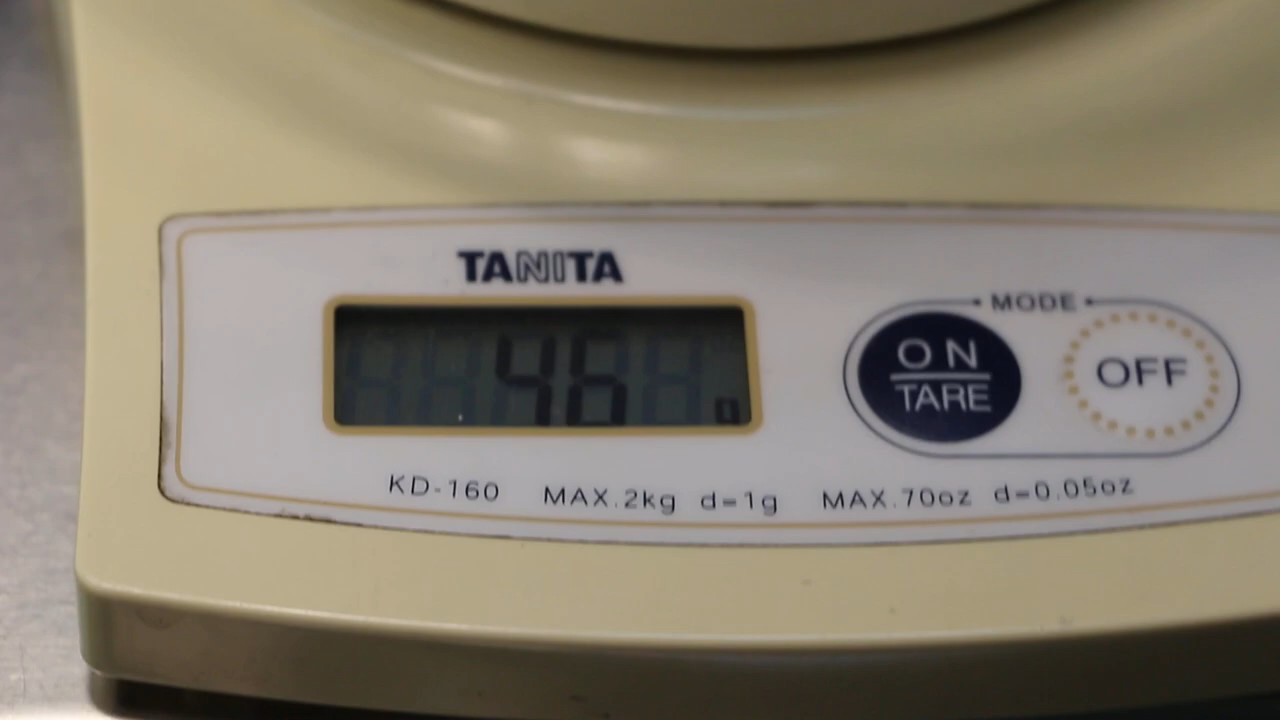 TANITA
46 g
MODE
ON
TARE
OFF
KD-160 MAX.2kg d=1g MAX.70oz d=0.05oz